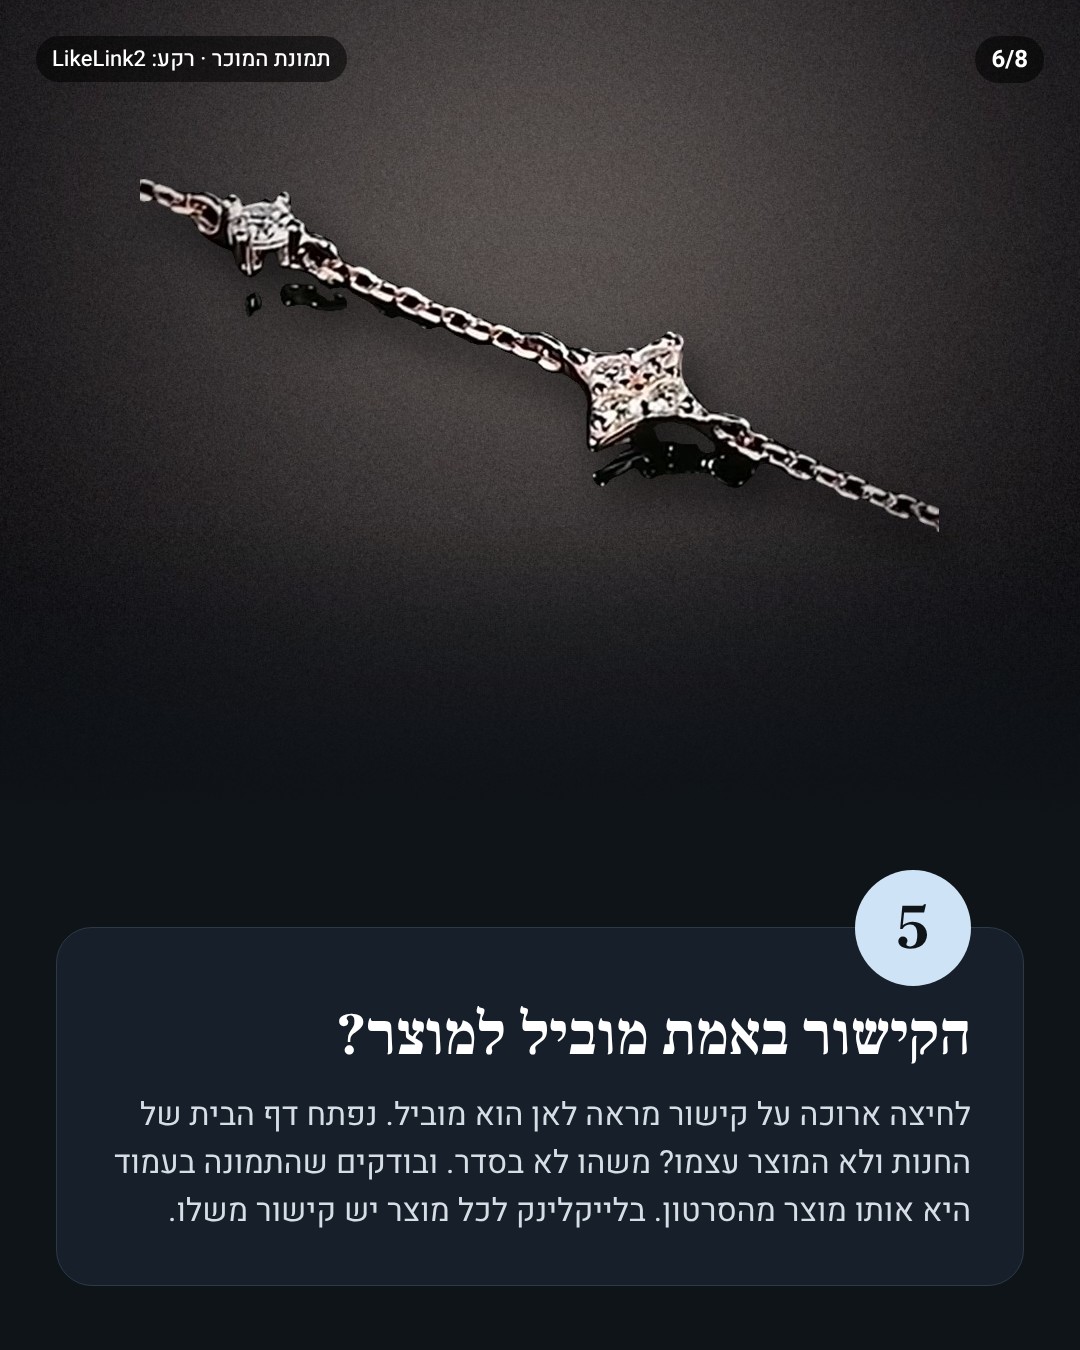 תמונת המוכר · רקע: LikeLink2
6/8
5
הקישור באמת מוביל למוצר?
לחיצה ארוכה על קישור מראה לאן הוא מוביל. נפתח דף הבית של
החנות ולא המוצר עצמו? משהו לא בסדר. ובודקים שהתמונה בעמוד
היא אותו מוצר מהסרטון. בלייקלינק לכל מוצר יש קישור משלו.